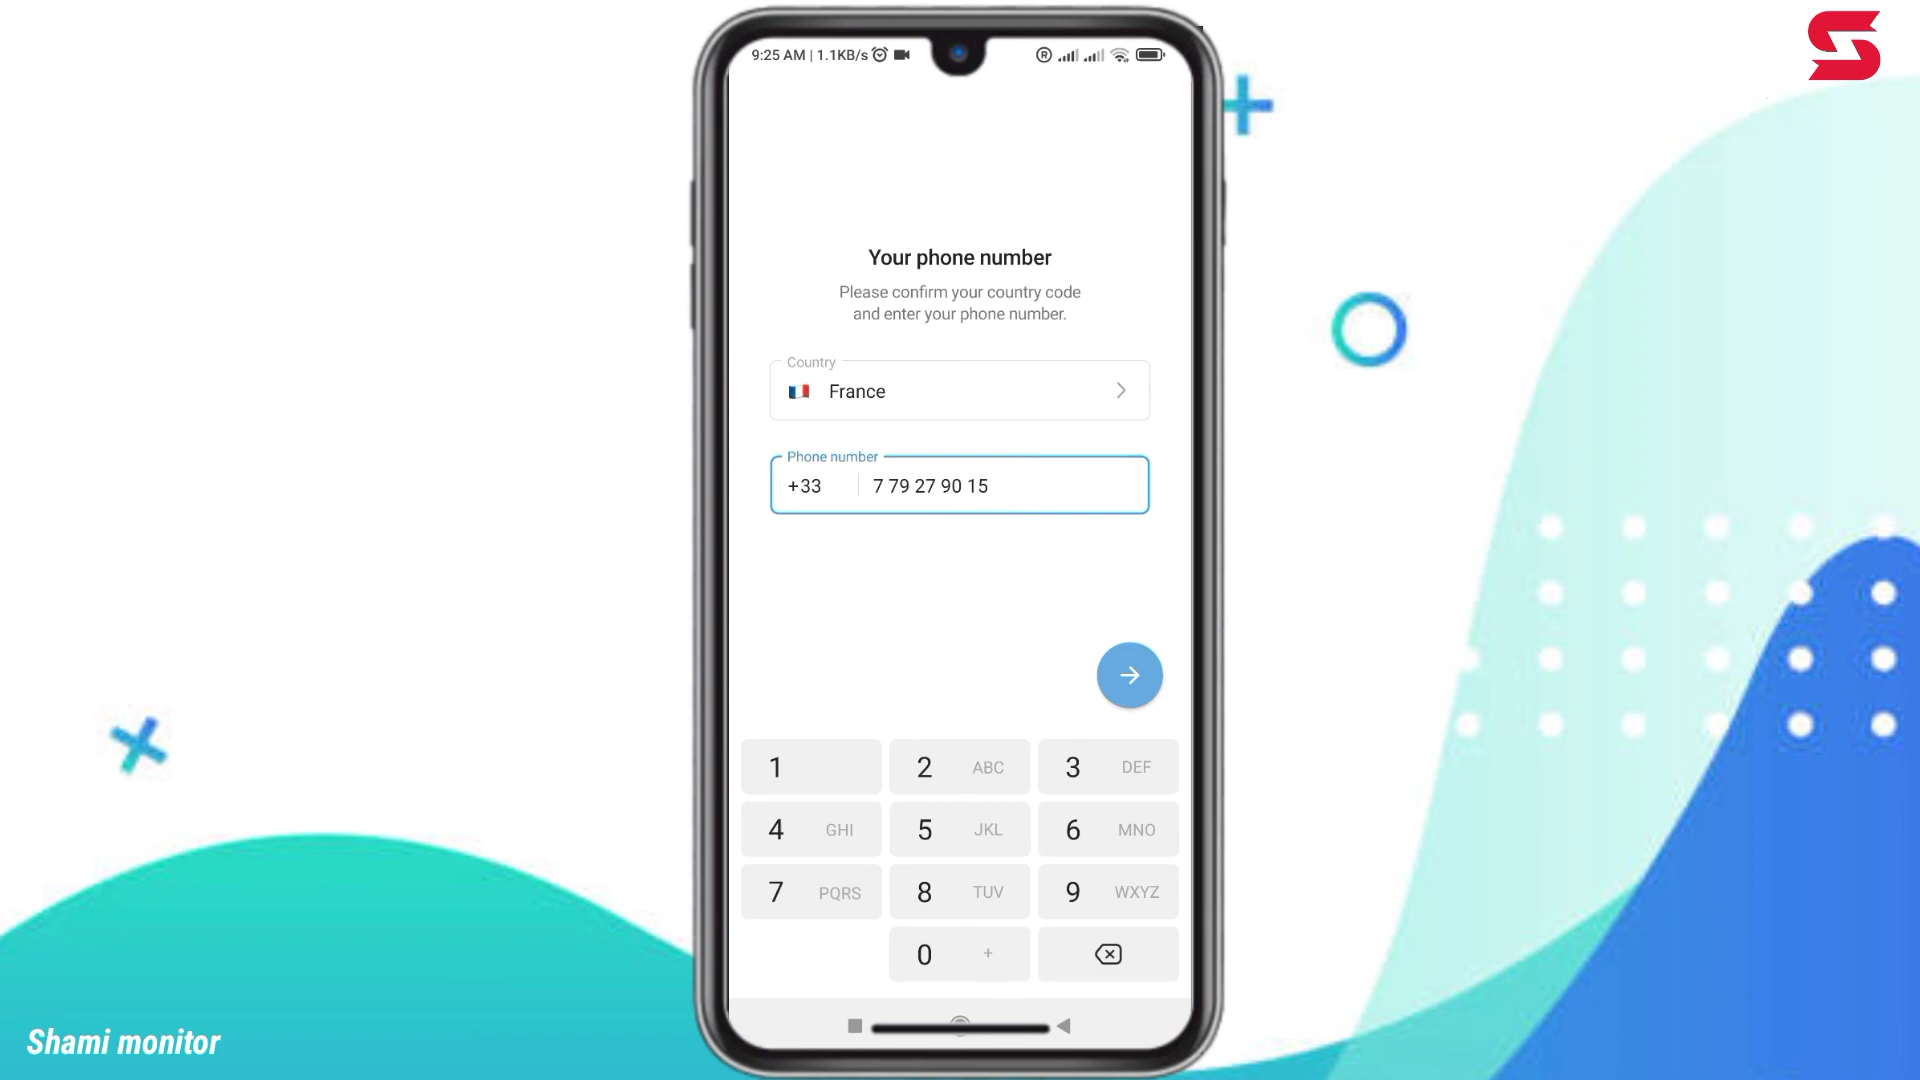 9:25 AM | 1.1KB/s
R
Your phone number
Please confirm your country code
and enter your phone number.
Country
France
Phone number
+33 7 79 27 90 15
1 2 ABC 3 DEF
4 GHI 5 JKL 6 MNO
7 PQRS 8 TUV 9 WXYZ
0 +
Shami monitor